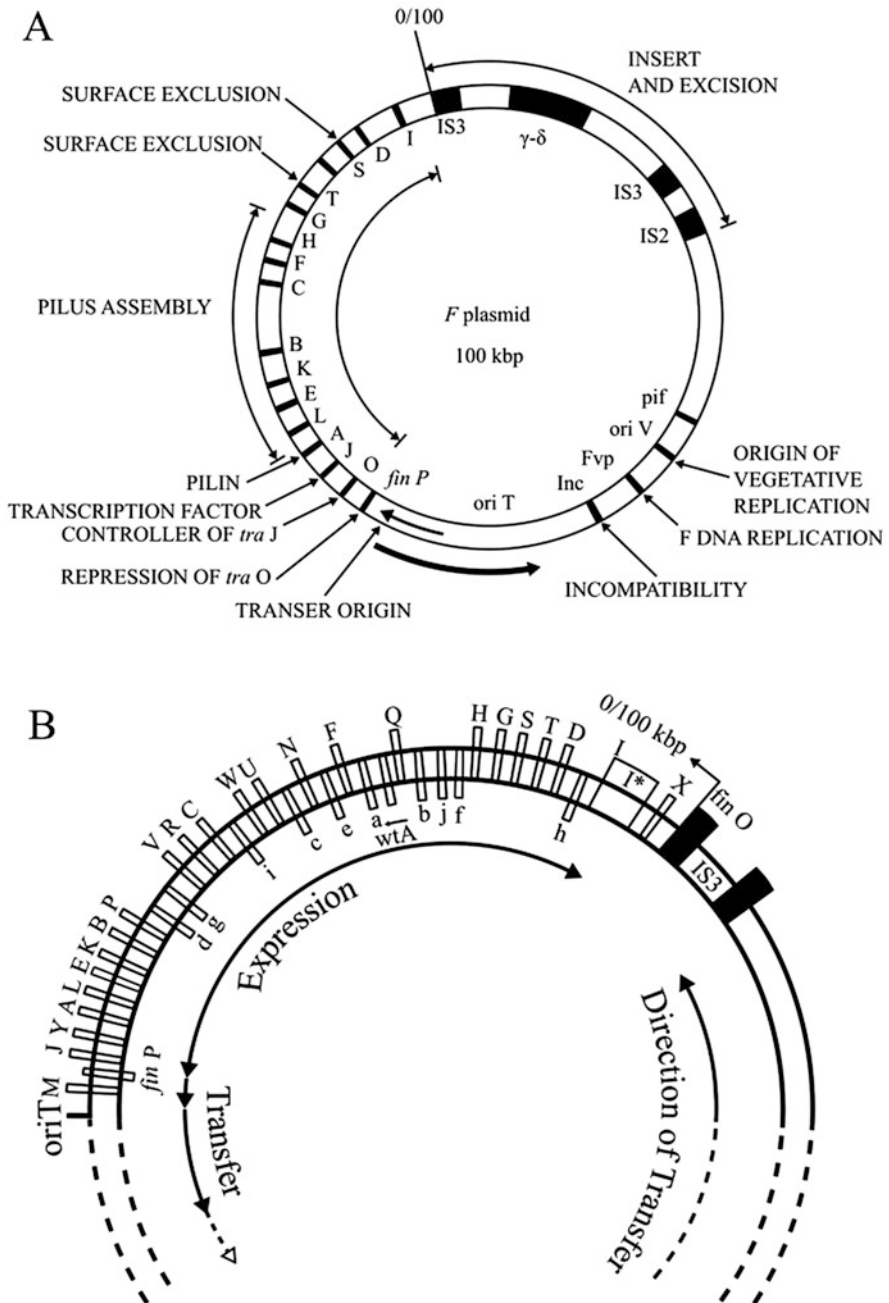 A
0/100
INSERT
AND EXCISION
SURFACE EXCLUSION
SURFACE EXCLUSION
PILUS ASSEMBLY
PILIN
TRANSCRIPTION FACTOR
CONTROLLER OF tra J
REPRESSION OF tra O
TRANSER ORIGIN
I
D
S
T
G
H
F
C
B
K
E
L
A
J
O
fin P
IS3
γ-δ
IS3
IS2
F plasmid
100 kbp
pif
ori V
Fvp
Inc
ori T
ORIGIN OF
VEGETATIVE
REPLICATION
F DNA REPLICATION
INCOMPATIBILITY
B
oriT
M
J
Y
A
L
E
K
B
P
V
R
C
W
U
N
F
Q
H
G
S
T
D
I
I*
X
0/100 kbp
fin O
IS3
fin P
d
g
i
c
e
a
wtA
b
j
f
h
Expression
Transfer
Direction of Transfer